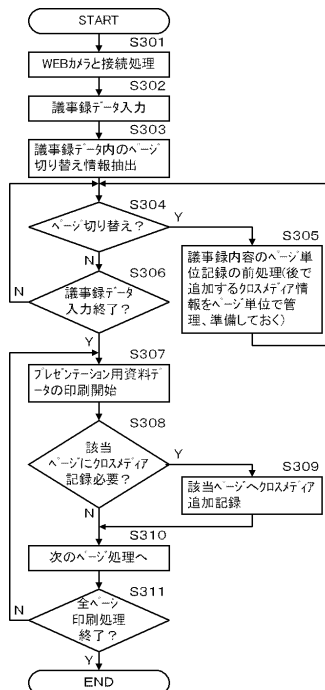 START
S301
WEBカメラと接続処理
S302
議事録データ入力
S303
議事録データ内のページ
切り替え情報抽出
S304
ページ切り替え？
Y
N
S305
議事録内容のページ単
位記録の前処理(後で
追加するクロスメディア情
報をページ単位で管
理、準備しておく)
S306
議事録データ
入力終了？
N
Y
S307
プレゼンテーション用資料デ
ータの印刷開始
S308
該当
ページにクロスメディア
記録必要？
Y
N
S309
該当ページへクロスメディア
追加記録
S310
次のページ処理へ
S311
全ページ
印刷処理
終了？
N
Y
END